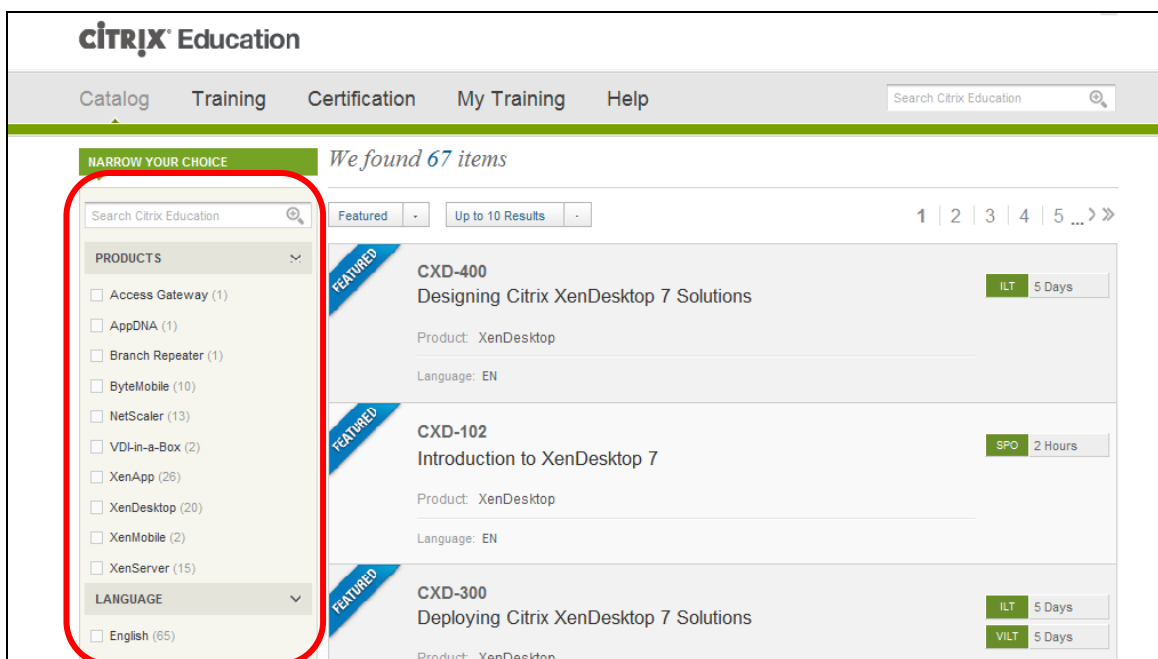 CİTRIX® Education
Catalog Training Certification My Training Help Search Citrix Education
NARROW YOUR CHOICE
We found 67 items
Search Citrix Education
Featured Up to 10 Results
1 | 2 | 3 | 4 | 5 ... > »
PRODUCTS
Access Gateway (1)
AppDNA (1)
Branch Repeater (1)
ByteMobile (10)
NetScaler (13)
VDI-in-a-Box (2)
XenApp (26)
XenDesktop (20)
XenMobile (2)
XenServer (15)
LANGUAGE
English (65)
FEATURED
CXD-400
Designing Citrix XenDesktop 7 Solutions
ILT 5 Days
Product: XenDesktop
Language: EN
FEATURED
CXD-102
Introduction to XenDesktop 7
SPO 2 Hours
Product: XenDesktop
Language: EN
FEATURED
CXD-300
Deploying Citrix XenDesktop 7 Solutions
ILT 5 Days
VILT 5 Days
Product: XenDesktop